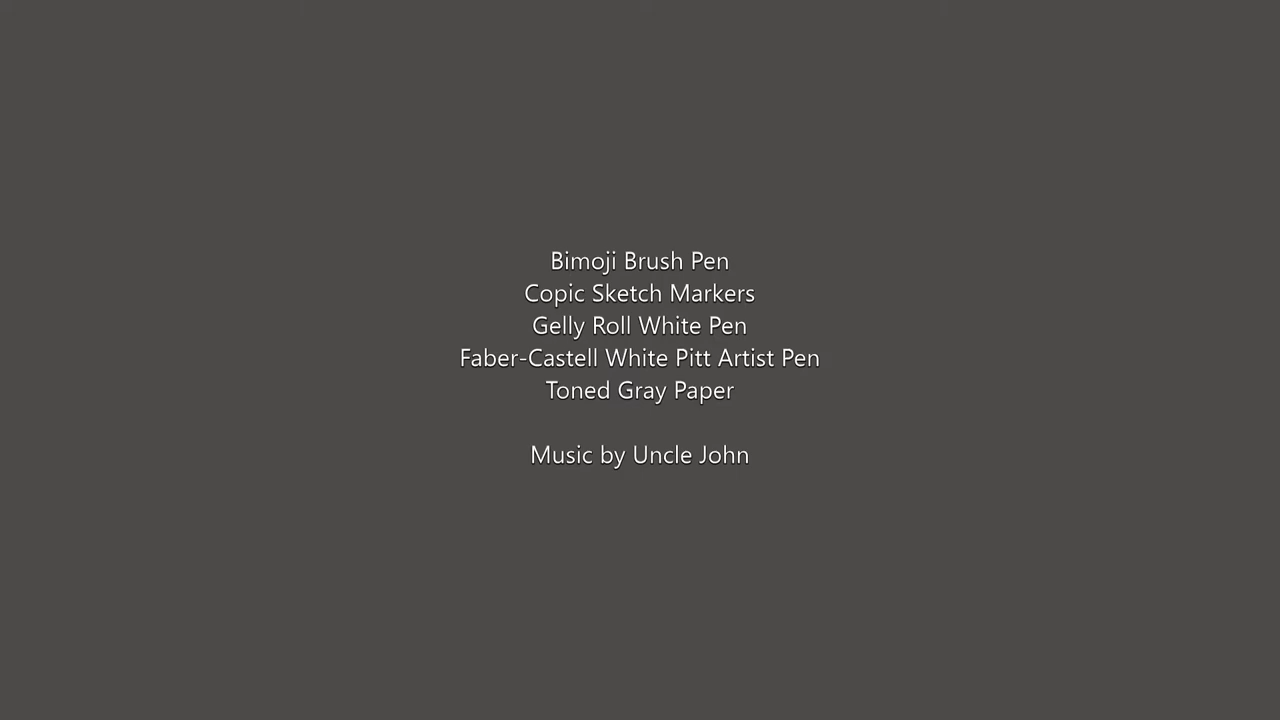 Bimoji Brush Pen
Copic Sketch Markers
Gelly Roll White Pen
Faber-Castell White Pitt Artist Pen
Toned Gray Paper
Music by Uncle John